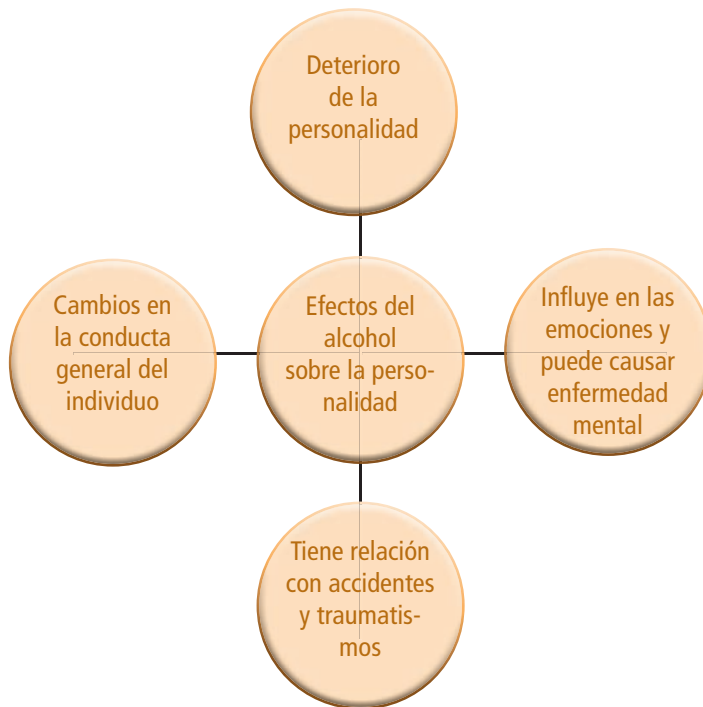 Deterioro
de la
personalidad
Cambios en
la conducta
general del
individuo
Efectos del
alcohol
sobre la perso-
nalidad
Influye en las
emociones y
puede causar
enfermedad
mental
Tiene relación
con accidentes
y traumatis-
mos